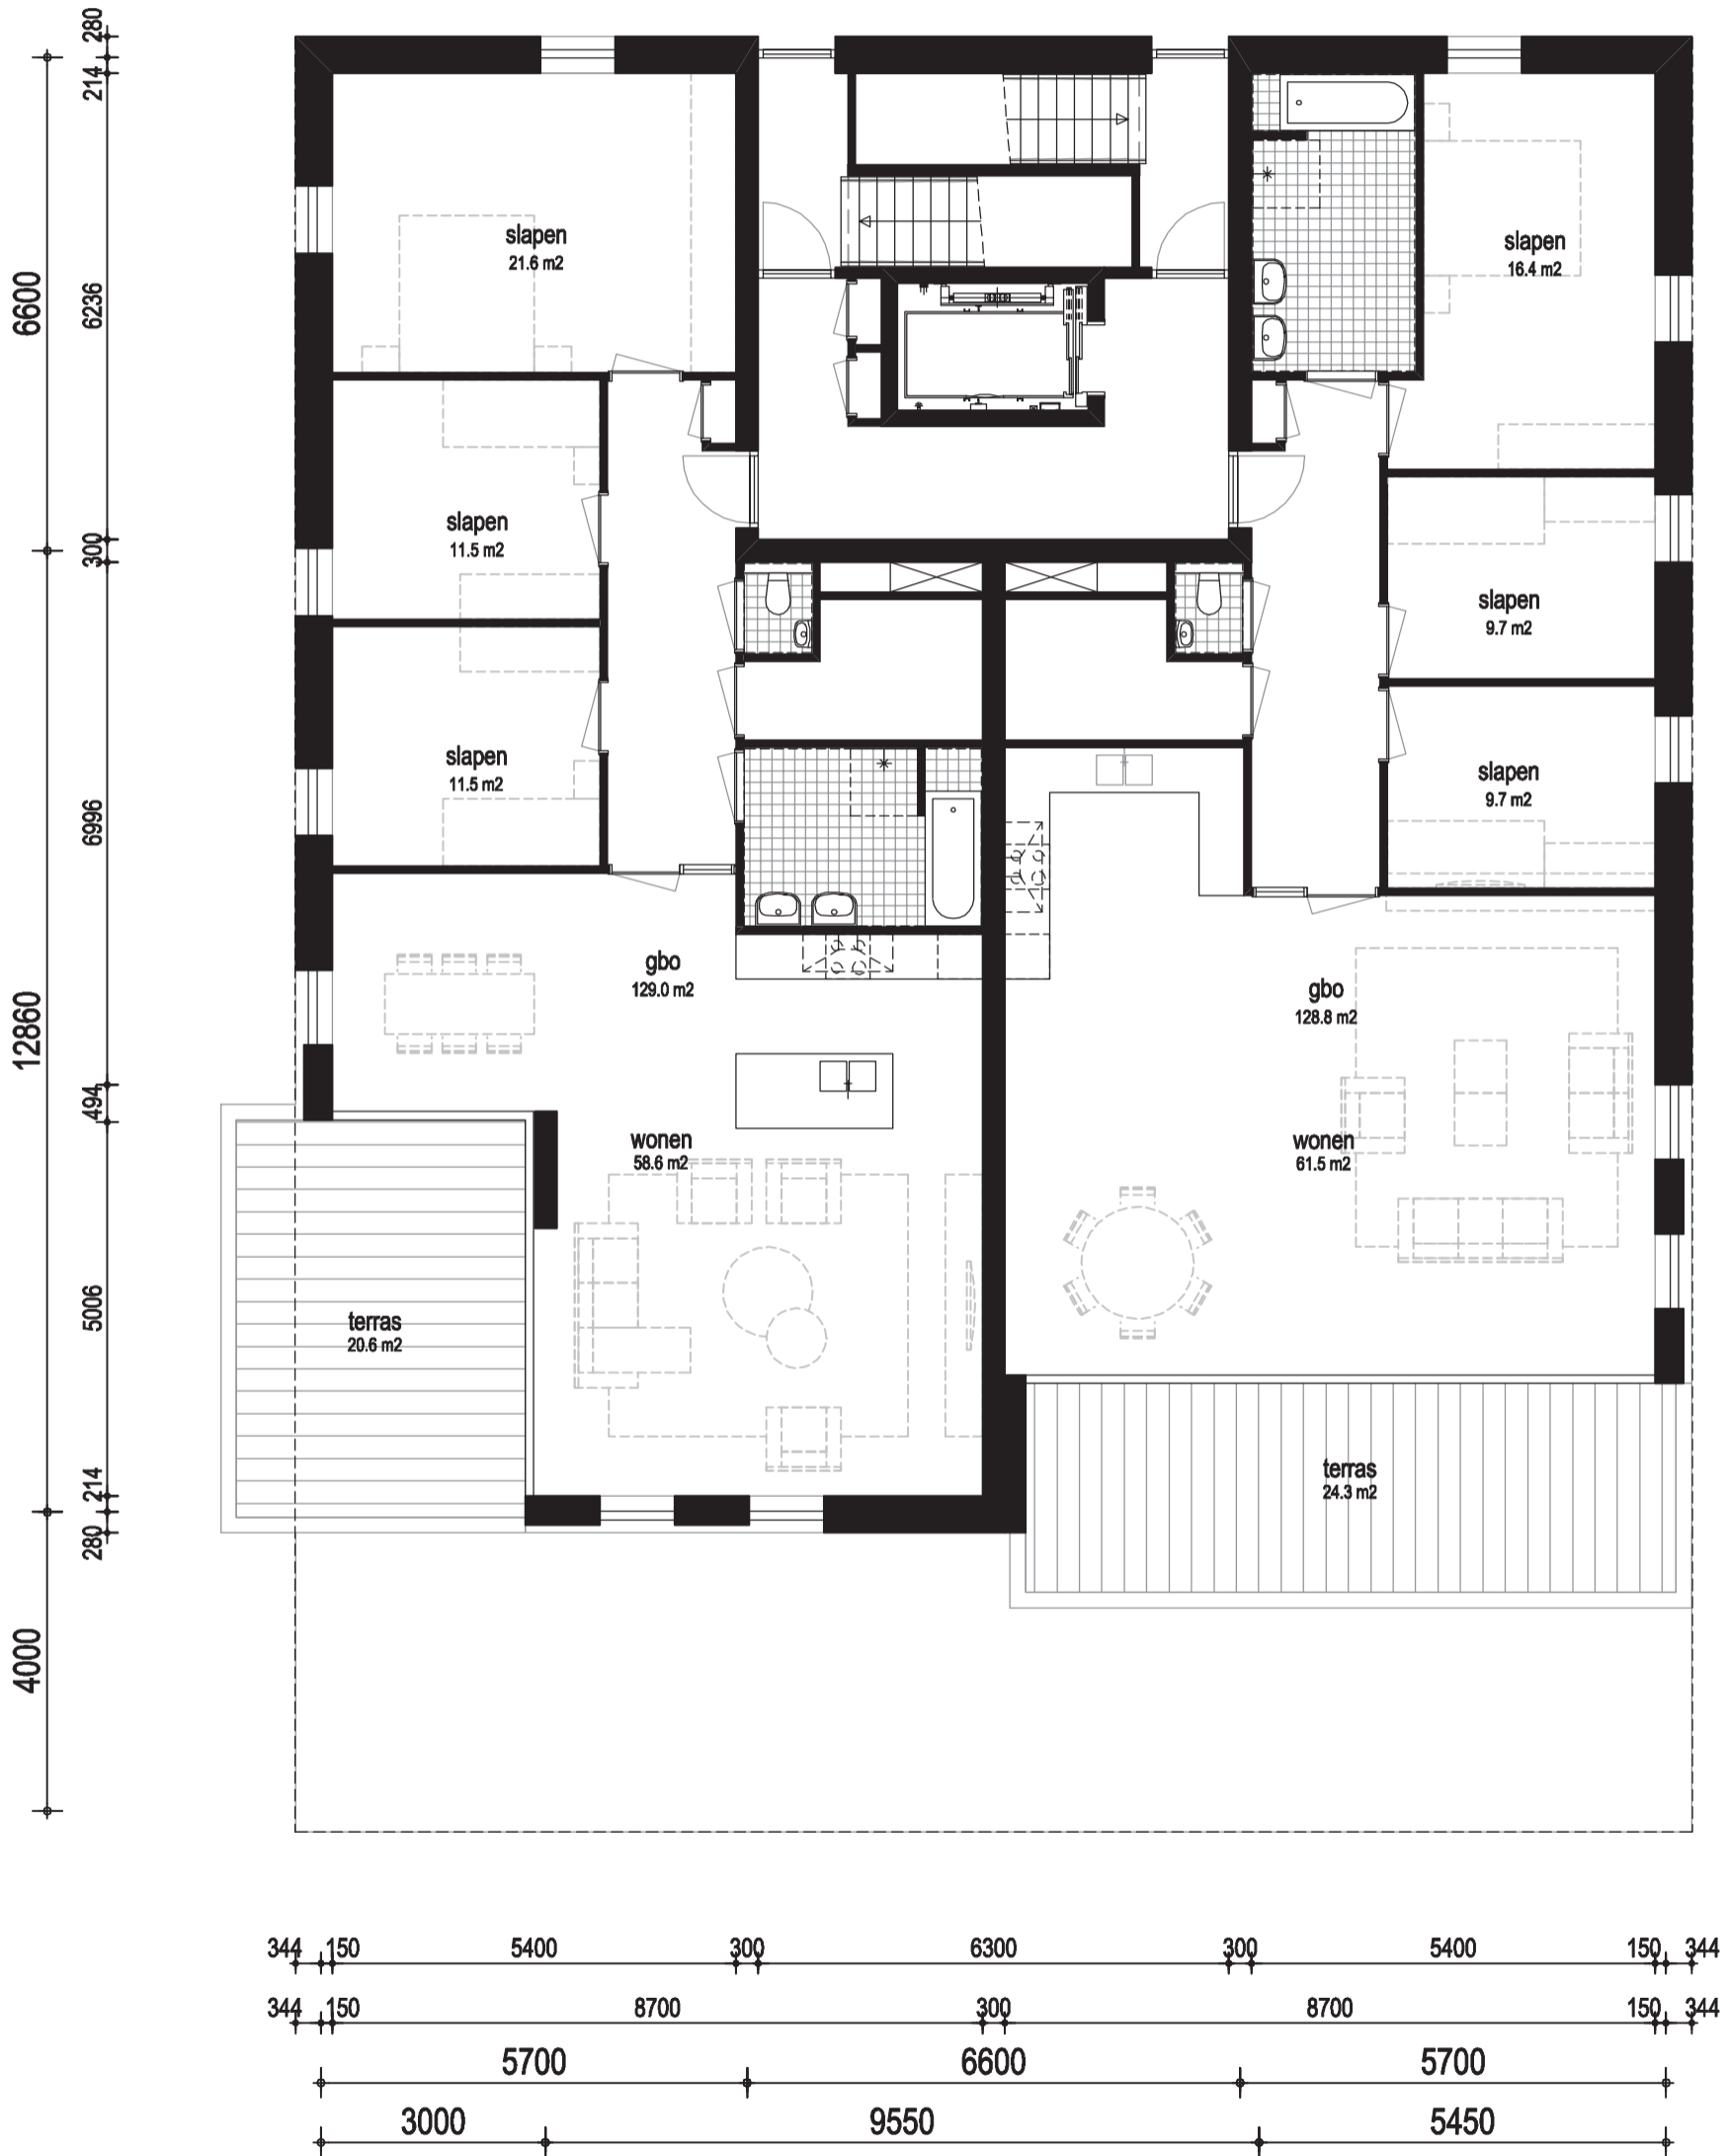 280
214
6600
6236
300
6996
12860
494
5006
214
280
4000
slapen
21.6 m2
slapen
16.4 m2
slapen
11.5 m2
slapen
9.7 m2
slapen
11.5 m2
slapen
9.7 m2
gbo
129.0 m2
gbo
128.8 m2
wonen
58.6 m2
wonen
61.5 m2
terras
20.6 m2
terras
24.3 m2
344 150 5400 300 6300 300 5400 150 344
344 150 8700 300 8700 150 344
5700 6600 5700
3000 9550 5450